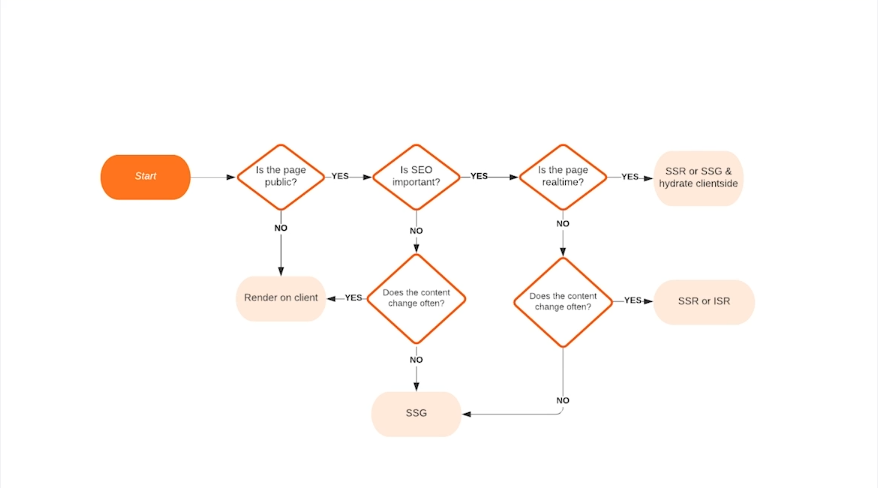 Start
Is the page
public?
YES
Is SEO
important?
YES
Is the page
realtime?
YES
SSR or SSG &
hydrate clientside
NO
NO
NO
Render on client
YES
Does the content
change often?
Does the content
change often?
YES
SSR or ISR
NO
NO
SSG